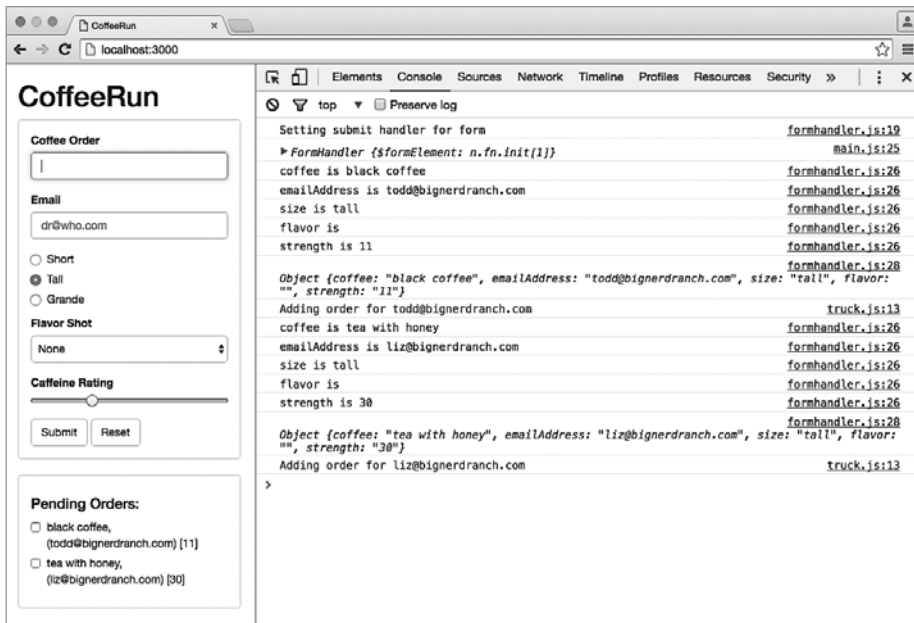 CoffeeRun
localhost:3000
CoffeeRun
Coffee Order
Email
dr@who.com
Short
Tall
Grande
Flavor Shot
None
Caffeine Rating
Submit Reset
Pending Orders:
black coffee,
(todd@bignerdranch.com) [11]
tea with honey,
(liz@bignerdranch.com) [30]
Elements Console Sources Network Timeline Profiles Resources Security »
top ▼ Preserve log
Setting submit handler for form formhandler.js:19
▶ FormHandler {$formElement: n.fn.init[1]} main.js:25
coffee is black coffee formhandler.js:26
emailAddress is todd@bignerdranch.com formhandler.js:26
size is tall formhandler.js:26
flavor is formhandler.js:26
strength is 11 formhandler.js:26
formhandler.js:28
Object {coffee: "black coffee", emailAddress: "todd@bignerdranch.com", size: "tall", flavor:
"", strength: "11"}
Adding order for todd@bignerdranch.com truck.js:13
coffee is tea with honey formhandler.js:26
emailAddress is liz@bignerdranch.com formhandler.js:26
size is tall formhandler.js:26
flavor is formhandler.js:26
strength is 30 formhandler.js:26
formhandler.js:28
Object {coffee: "tea with honey", emailAddress: "liz@bignerdranch.com", size: "tall", flavor:
"", strength: "30"}
Adding order for liz@bignerdranch.com truck.js:13
>